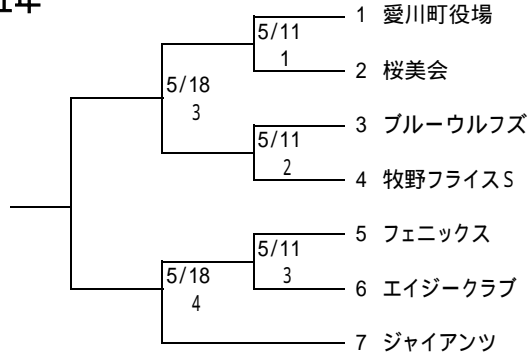 5/11
1
1 愛川町役場
2 桜美会
5/18
3
5/11
2
3 ブルーウルフズ
4 牧野フライスS
5/11
3
5 フェニックス
6 エイジークラブ
5/18
4
7 ジャイアンツ